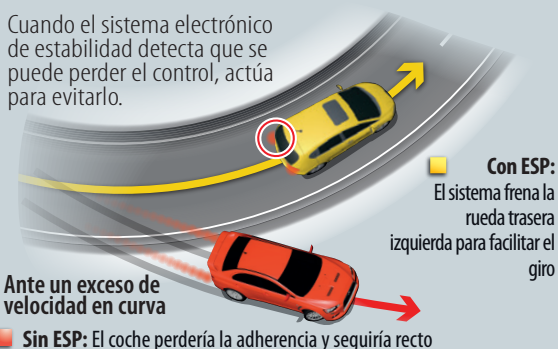 Cuando el sistema electrónico
de estabilidad detecta que se
puede perder el control, actúa
para evitarlo.
Con ESP:
El sistema frena la
rueda trasera
izquierda para facilitar el
giro
Ante un exceso de
velocidad en curva
Sin ESP: El coche perdería la adherencia y seguiría recto